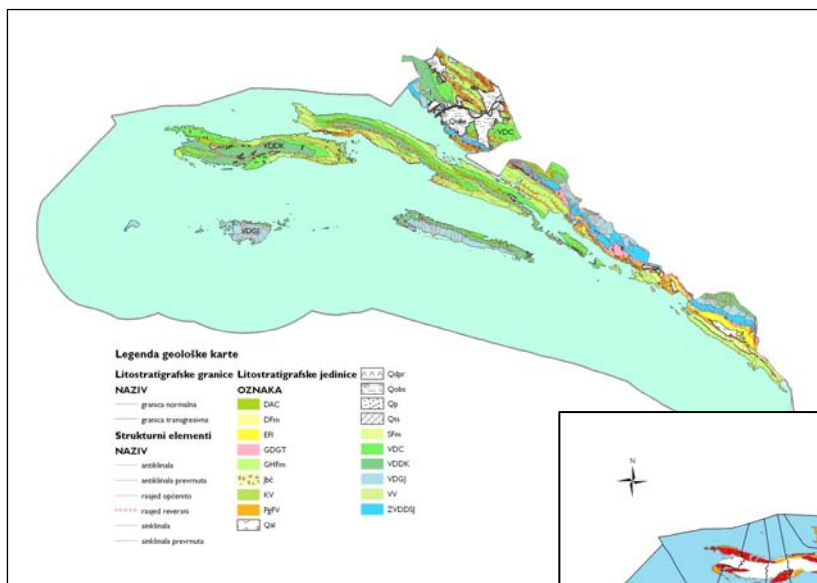 Qobs
VDC
VDDK
VDGJ
Legenda geološke karte
Litostratigrafske granice
NAZIV
granica normalna
granica transgresivna
Strukturni elementi
NAZIV
antiklinala
antiklinala prevrnuta
rasjed općenito
rasjed reversni
sinklinala
sinklinala prevrnuta
Litostratigrafske jedinice
OZNAKA
DAC
DFm
EFl
GDGT
GHFm
Jbč
KV
PgFV
Qal
Qdpr
Qobs
Qp
Qts
SFm
VDC
VDDK
VDGJ
VV
ZVDDSJ
N